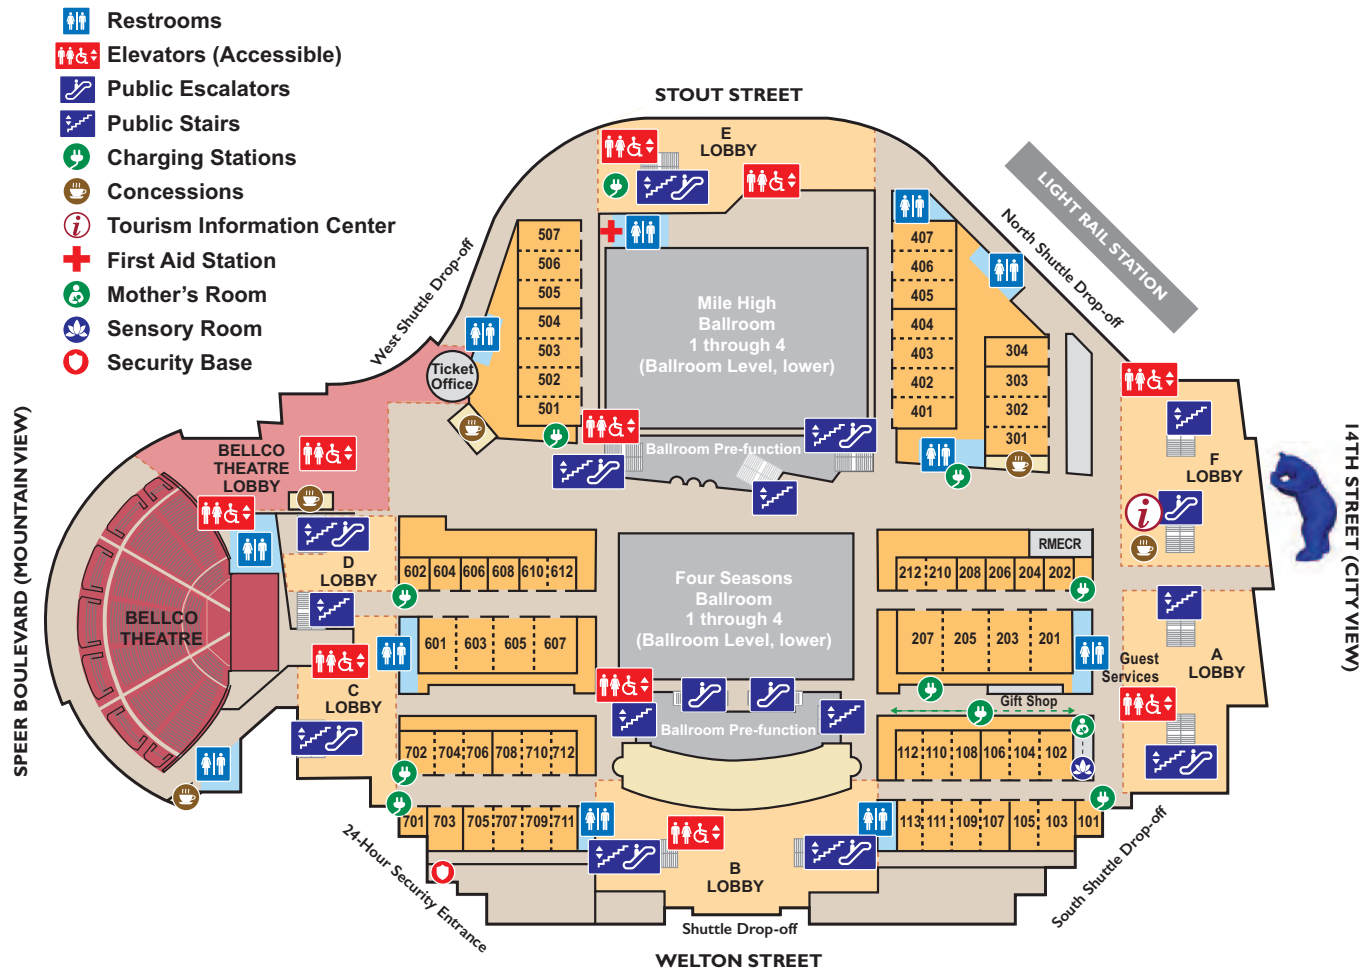 Restrooms
Elevators (Accessible)
Public Escalators
Public Stairs
Charging Stations
Concessions
Tourism Information Center
First Aid Station
Mother's Room
Sensory Room
Security Base
STOUT STREET
E
LOBBY
LIGHT RAIL STATION
North Shuttle Drop-off
West Shuttle Drop-off
507
506
505
504
503
502
501
Mile High
Ballroom
1 through 4
(Ballroom Level, lower)
407
406
405
404
403
402
401
304
303
302
301
Ticket
Office
Ballroom Pre-function
BELLCO
THEATRE
LOBBY
F
LOBBY
i
14TH STREET (CITYVIEW)
SPEER BOULEVARD (MOUNTAINVIEW)
D
LOBBY
602 604 606 608 610 612
Four Seasons
Ballroom
1 through 4
(Ballroom Level, lower)
RMECR
212 210 208 206 204 202
BELLCO
THEATRE
601 603 605 607
207 205 203 201
Guest
Services
A
LOBBY
C
LOBBY
Gift Shop
Ballroom Pre-function
702 704 706 708 710 712
112 110 108 106 104 102
701 703 705 707 709 711
113 111 109 107 105 103 101
B
LOBBY
24-Hour Security Entrance
South Shuttle Drop-off
Shuttle Drop-off
WELTON STREET